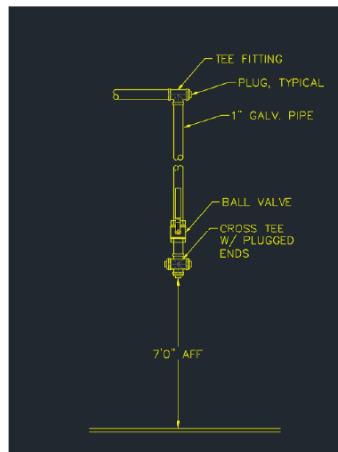 TEE FITTING
PLUG, TYPICAL
1" GALV. PIPE
BALL VALVE
CROSS TEE
W/ PLUGGED
ENDS
7'0" AFF